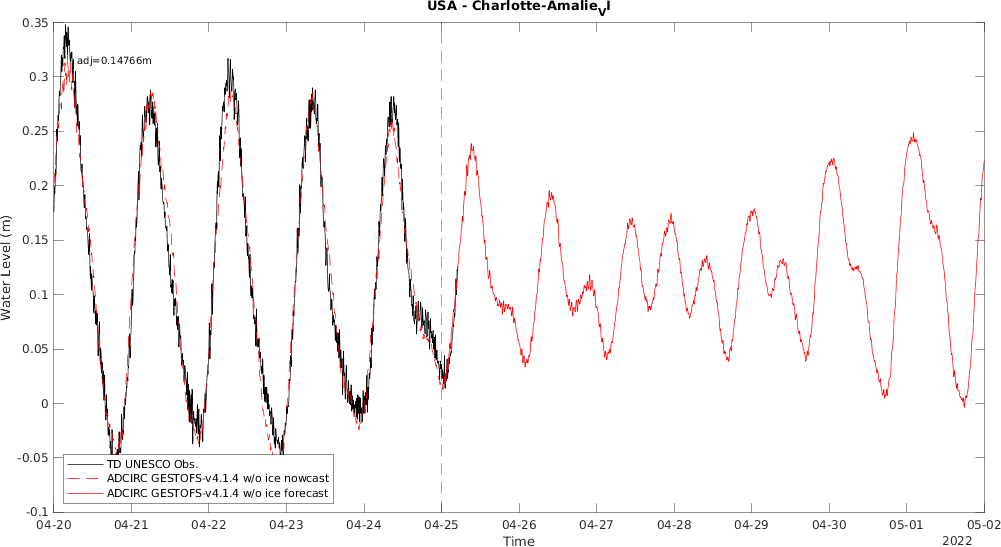 USA - Charlotte-Amalie_VI
adj=0.14766m
0.35
0.3
0.25
0.2
0.15
0.1
0.05
0
-0.05
-0.1
Water Level (m)
TD UNESCO Obs.
ADCIRC GESTOFS-v4.1.4 w/o ice nowcast
ADCIRC GESTOFS-v4.1.4 w/o ice forecast
04-20 04-21 04-22 04-23 04-24 04-25 04-26 04-27 04-28 04-29 04-30 05-01 05-02
Time
2022